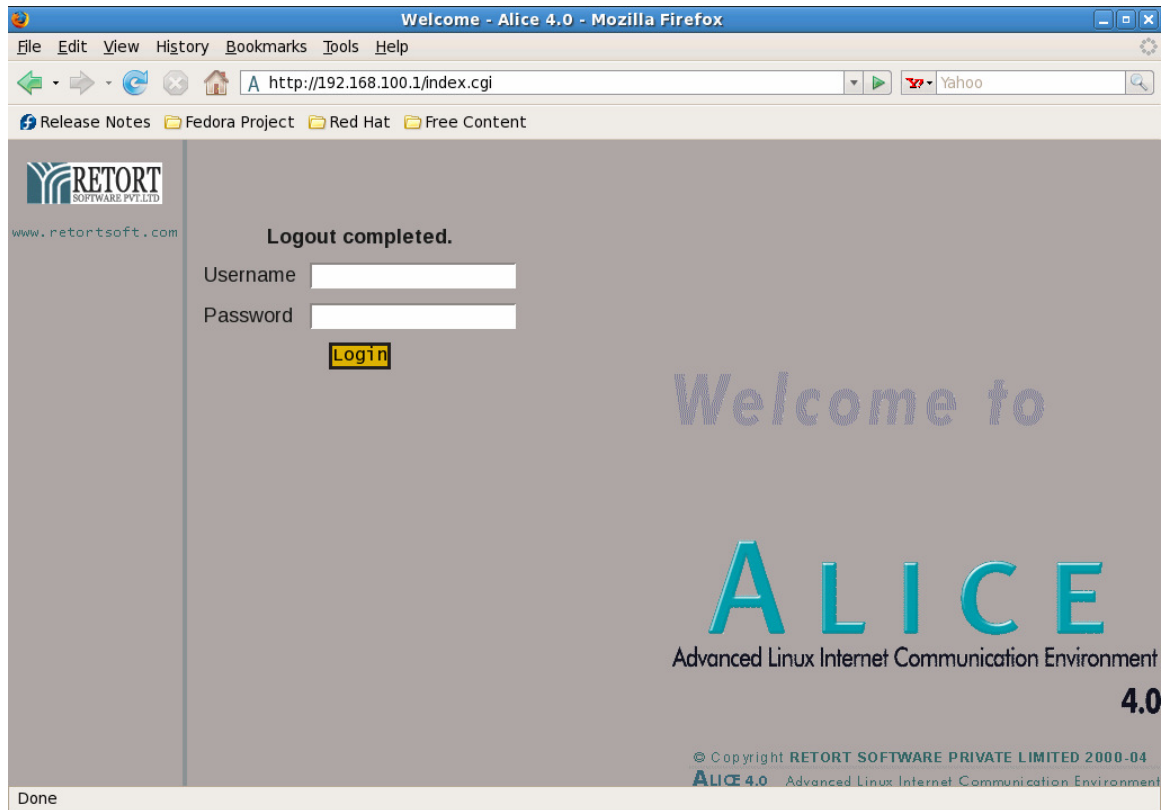 Welcome - Alice 4.0 - Mozilla Firefox
File Edit View History Bookmarks Tools Help
A http://192.168.100.1/index.cgi
Yahoo
Release Notes Fedora Project Red Hat Free Content
RETORT
SOFTWARE PVT.LTD
www.retortsoft.com
Logout completed.
Username
Password
Login
Welcome to
ALICE
Advanced Linux Internet Communication Environment
4.0
© Copyright RETORT SOFTWARE PRIVATE LIMITED 2000-04
ALICE 4.0 Advanced Linux Internet Communication Environment
Done